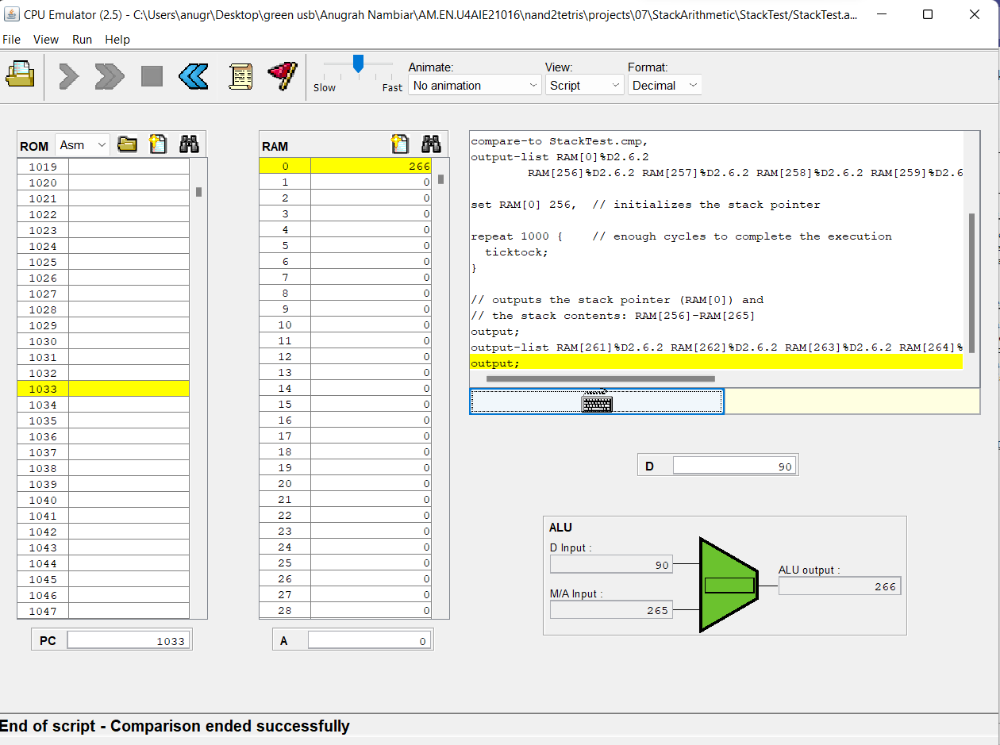 CPU Emulator (2.5) - C:\Users\anugr\Desktop\green usb\Anugrah Nambiar\AM.EN.U4AIE21016\nand2tetris\projects\07\StackArithmetic\StackTest/StackTest.a...
File View Run Help
Slow Fast
Animate:
No animation
View:
Script
Format:
Decimal
ROM Asm
1019
1020
1021
1022
1023
1024
1025
1026
1027
1028
1029
1030
1031
1032
1033
1034
1035
1036
1037
1038
1039
1040
1041
1042
1043
1044
1045
1046
1047
PC 1033
RAM
0 266
1 0
2 0
3 0
4 0
5 0
6 0
7 0
8 0
9 0
10 0
11 0
12 0
13 0
14 0
15 0
16 0
17 0
18 0
19 0
20 0
21 0
22 0
23 0
24 0
25 0
26 0
27 0
28 0
A 0
compare-to StackTest.cmp,
output-list RAM[0]%D2.6.2
RAM[256]%D2.6.2 RAM[257]%D2.6.2 RAM[258]%D2.6.2 RAM[259]%D2.6
set RAM[0] 256,  // initializes the stack pointer
repeat 1000 {    // enough cycles to complete the execution
ticktock;
}
// outputs the stack pointer (RAM[0]) and
// the stack contents: RAM[256]-RAM[265]
output;
output-list RAM[261]%D2.6.2 RAM[262]%D2.6.2 RAM[263]%D2.6.2 RAM[264]%
output;
D 90
ALU
D Input :
90
M/A Input :
265
ALU output :
266
End of script - Comparison ended successfully